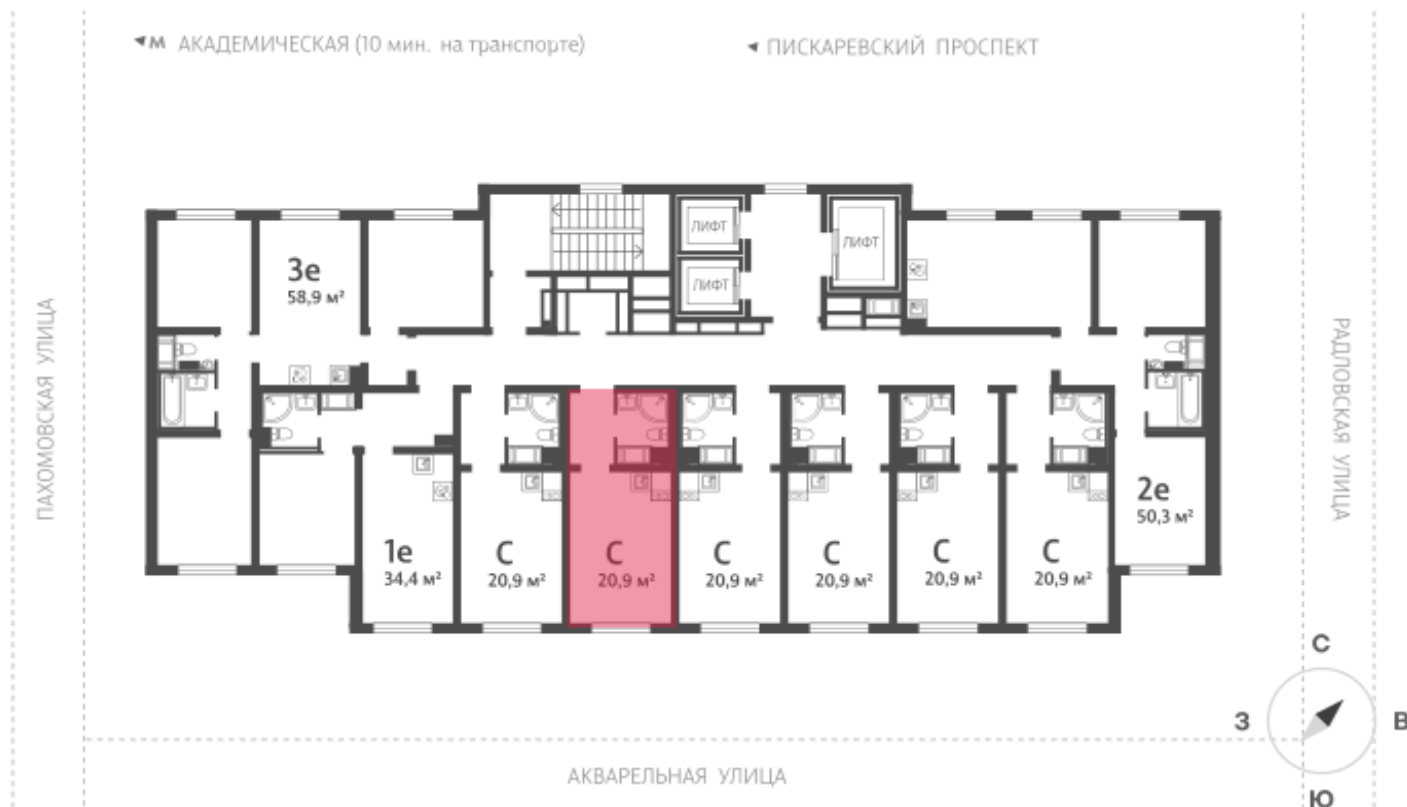 М АКАДЕМИЧЕСКАЯ (10 мин. на транспорте)
ПИСКАРЕВСКИЙ ПРОСПЕКТ
ПАХОМОВСКАЯ УЛИЦА
РАДЛОВСКАЯ УЛИЦА
ЛИФТ
ЛИФТ
ЛИФТ
3е
58,9 м²
2е
50,3 м²
1е
34,4 м²
С
20,9 м²
С
20,9 м²
С
20,9 м²
С
20,9 м²
С
20,9 м²
С
20,9 м²
С
З
В
Ю
АКВАРЕЛЬНАЯ УЛИЦА